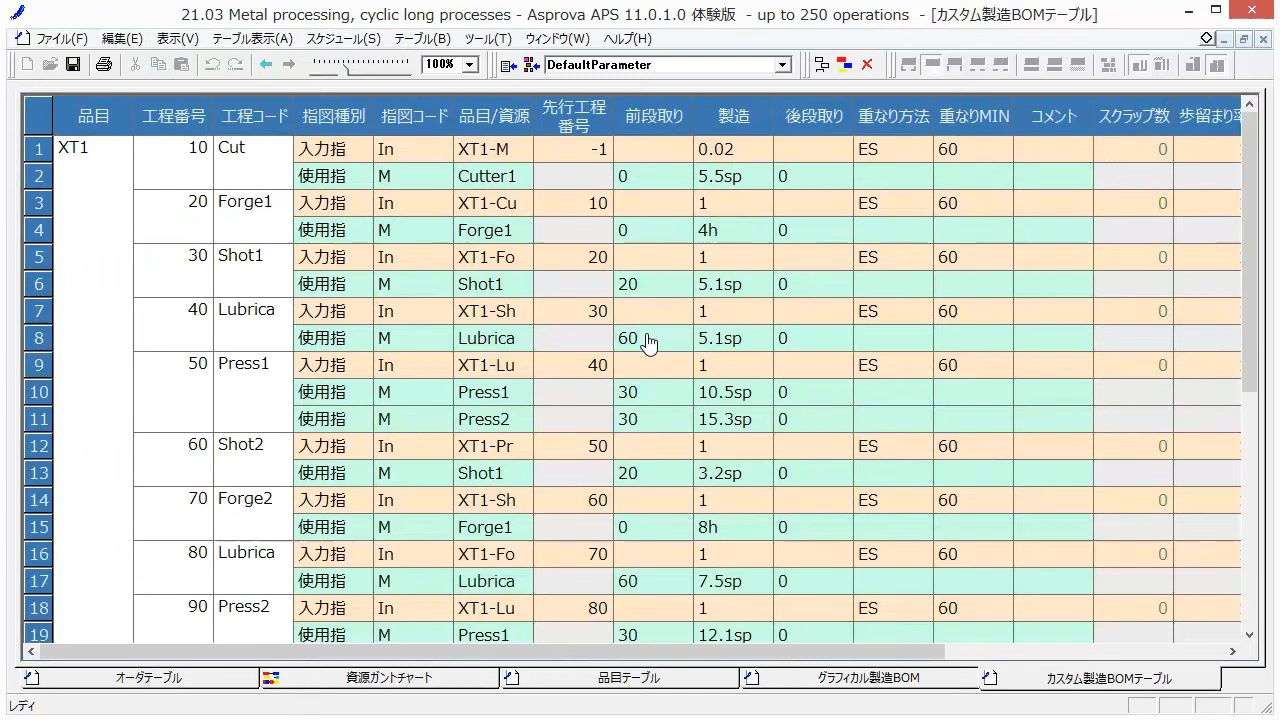 21.03 Metal processing, cyclic long processes - Asprova APS 11.0.1.0 体験版 - up to 250 operations - [カスタム製造BOMテーブル]
ファイル(F) 編集(E) 表示(V) テーブル表示(A) スケジュール(S) テーブル(B) ツール(T) ウィンドウ(W) ヘルプ(H)
100% DefaultParameter
品目 工程番号 工程コード 指図種別 指図コード 品目/資源 先行工程番号 前段取り 製造 後段取り 重なり方法 重なりMIN コメント スクラップ数 歩留まり率
1 XT1 10 Cut 入力指 In XT1-M -1 0.02 ES 60 0
2 使用指 M Cutter1 0 5.5sp 0
3 20 Forge1 入力指 In XT1-Cu 10 1 ES 60 0
4 使用指 M Forge1 0 4h 0
5 30 Shot1 入力指 In XT1-Fo 20 1 ES 60 0
6 使用指 M Shot1 20 5.1sp 0
7 40 Lubrica 入力指 In XT1-Sh 30 1 ES 60 0
8 使用指 M Lubrica 60 5.1sp 0
9 50 Press1 入力指 In XT1-Lu 40 1 ES 60 0
10 使用指 M Press1 30 10.5sp 0
11 使用指 M Press2 30 15.3sp 0
12 60 Shot2 入力指 In XT1-Pr 50 1 ES 60 0
13 使用指 M Shot1 20 3.2sp 0
14 70 Forge2 入力指 In XT1-Sh 60 1 ES 60 0
15 使用指 M Forge1 0 8h 0
16 80 Lubrica 入力指 In XT1-Fo 70 1 ES 60 0
17 使用指 M Lubrica 60 7.5sp 0
18 90 Press2 入力指 In XT1-Lu 80 1 ES 60 0
19 使用指 M Press1 30 12.1sp 0
オーダテーブル 資源ガントチャート 品目テーブル グラフィカル製造BOM カスタム製造BOMテーブル
レディ